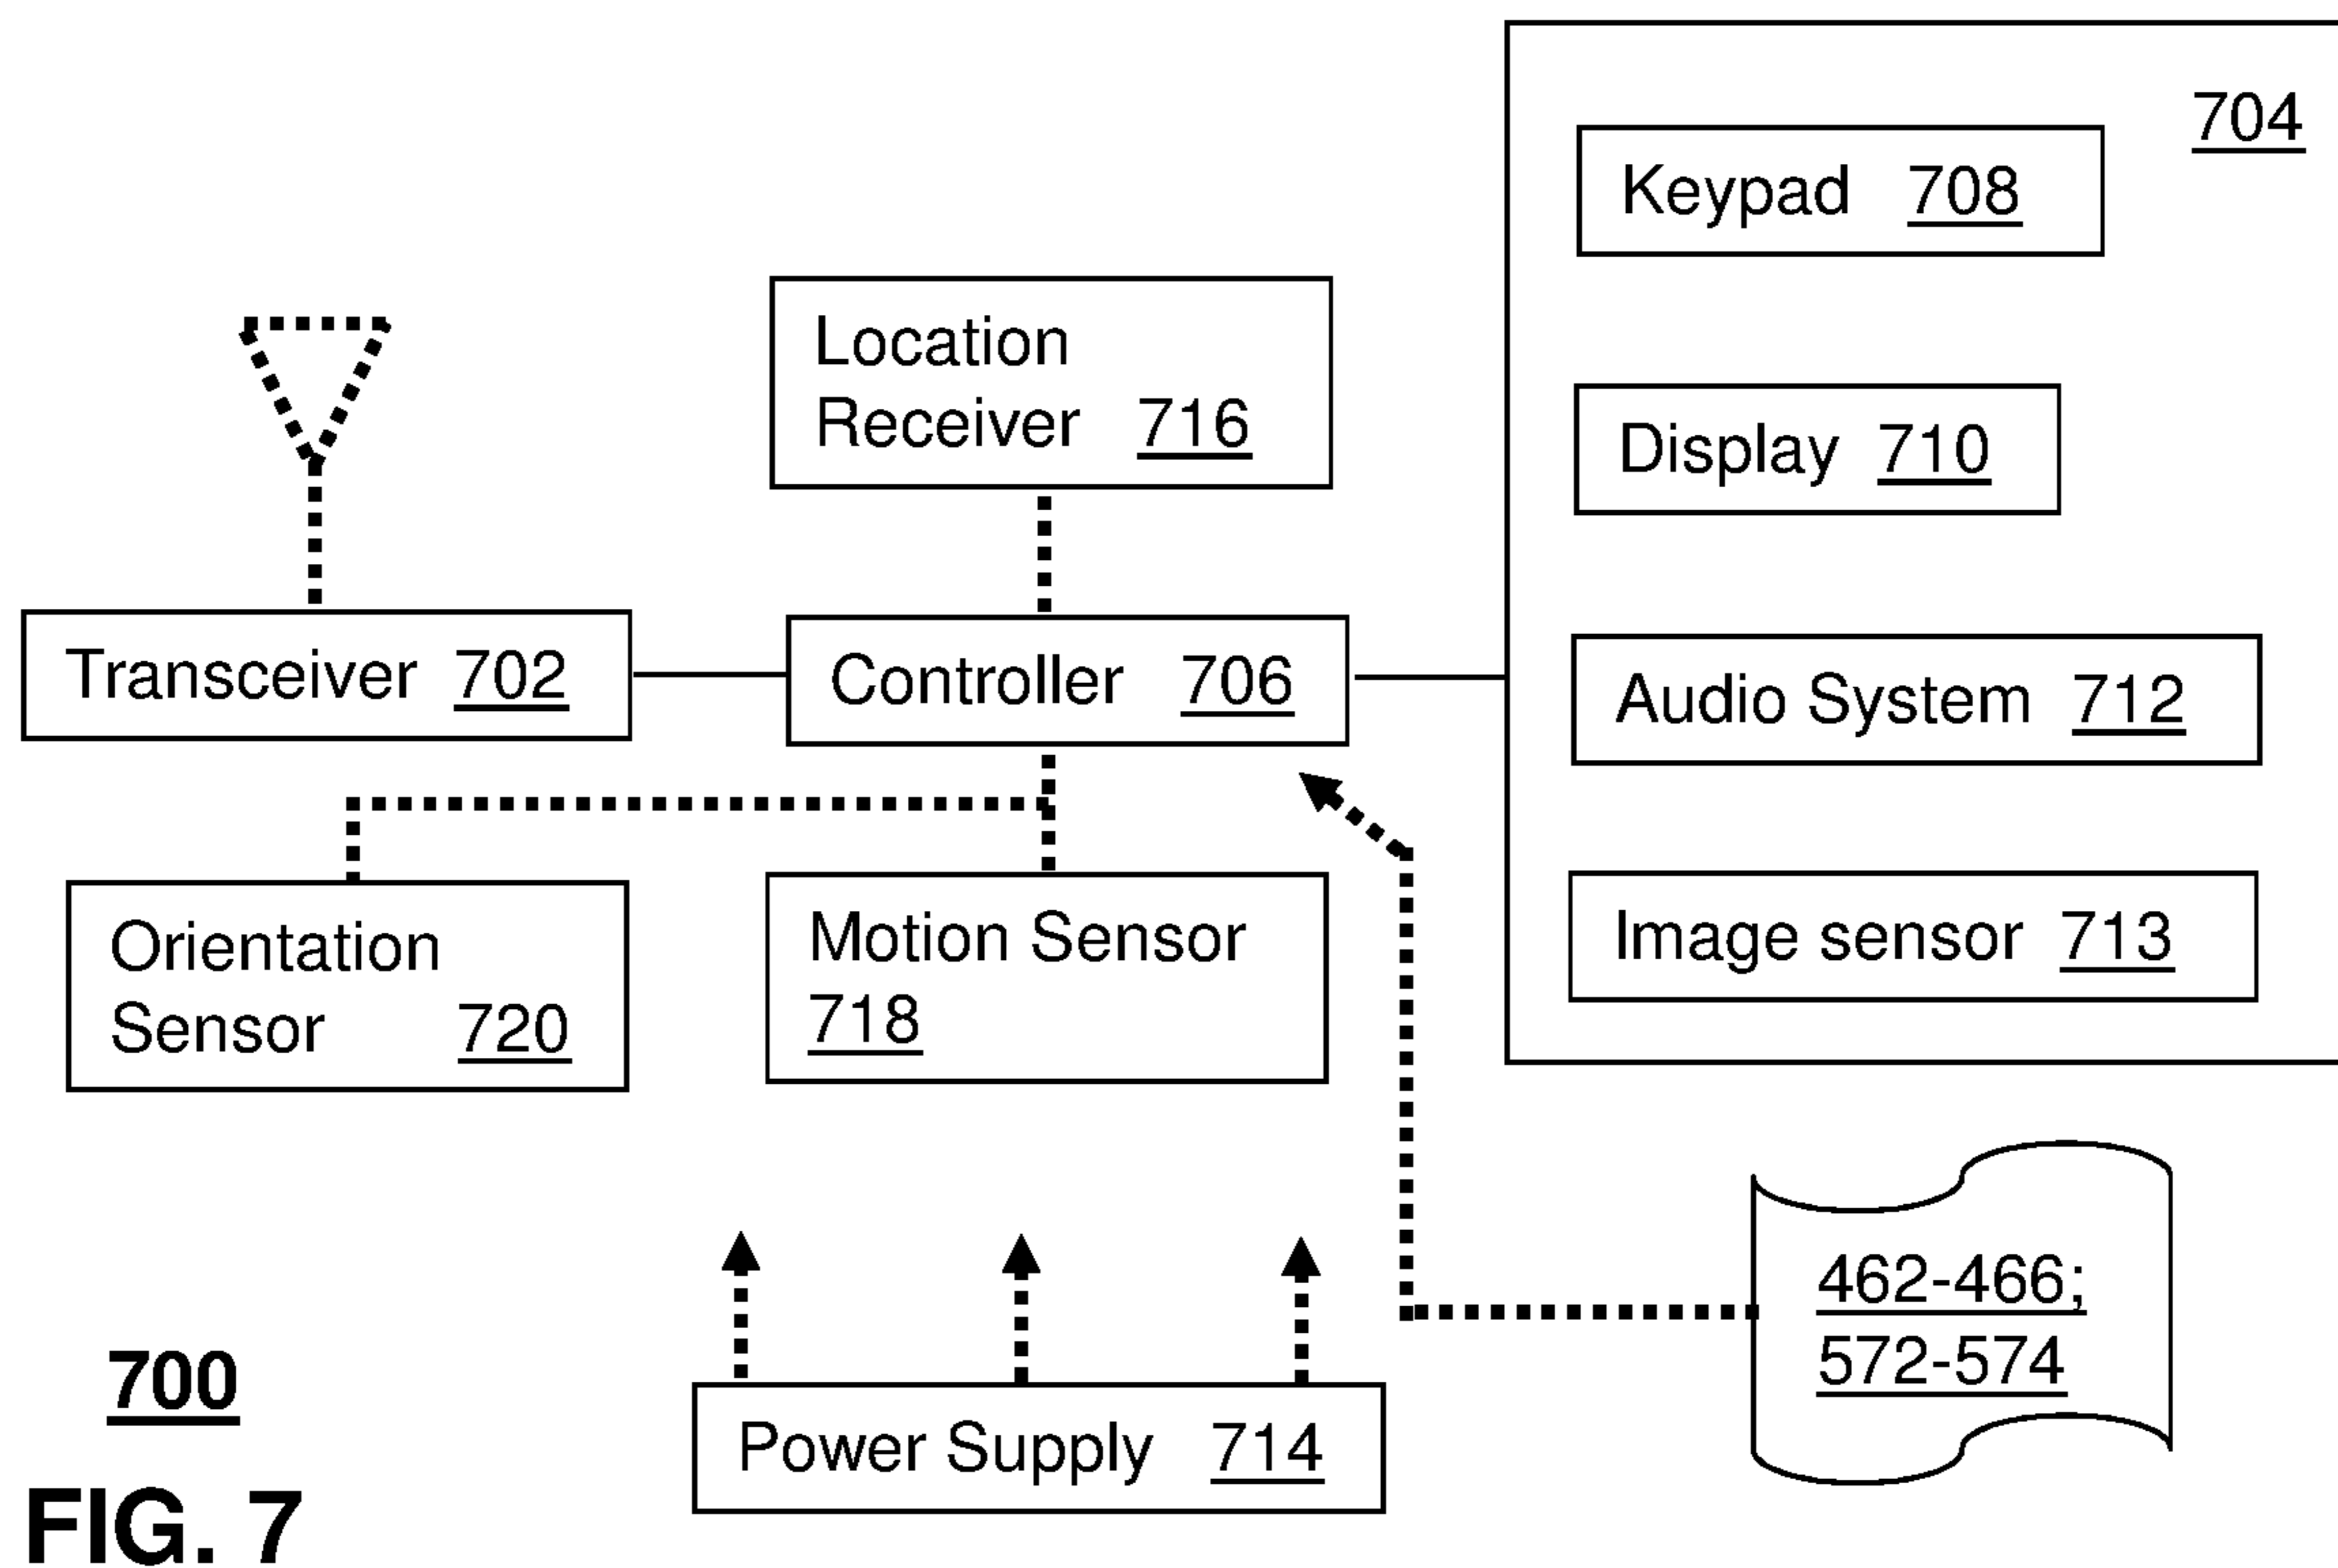 704
Keypad 708
Location
Receiver 716
Display 710
Transceiver 702
Controller 706
Audio System 712
Orientation
Sensor 720
Motion Sensor
718
Image sensor 713
462-466;
572-574
700
Power Supply 714
FIG. 7